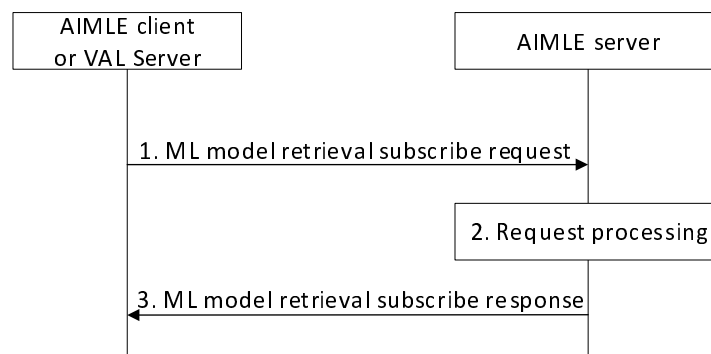 AIMLE client
or VAL Server
AIMLE server
1. ML model retrieval subscribe request
2. Request processing
3. ML model retrieval subscribe response